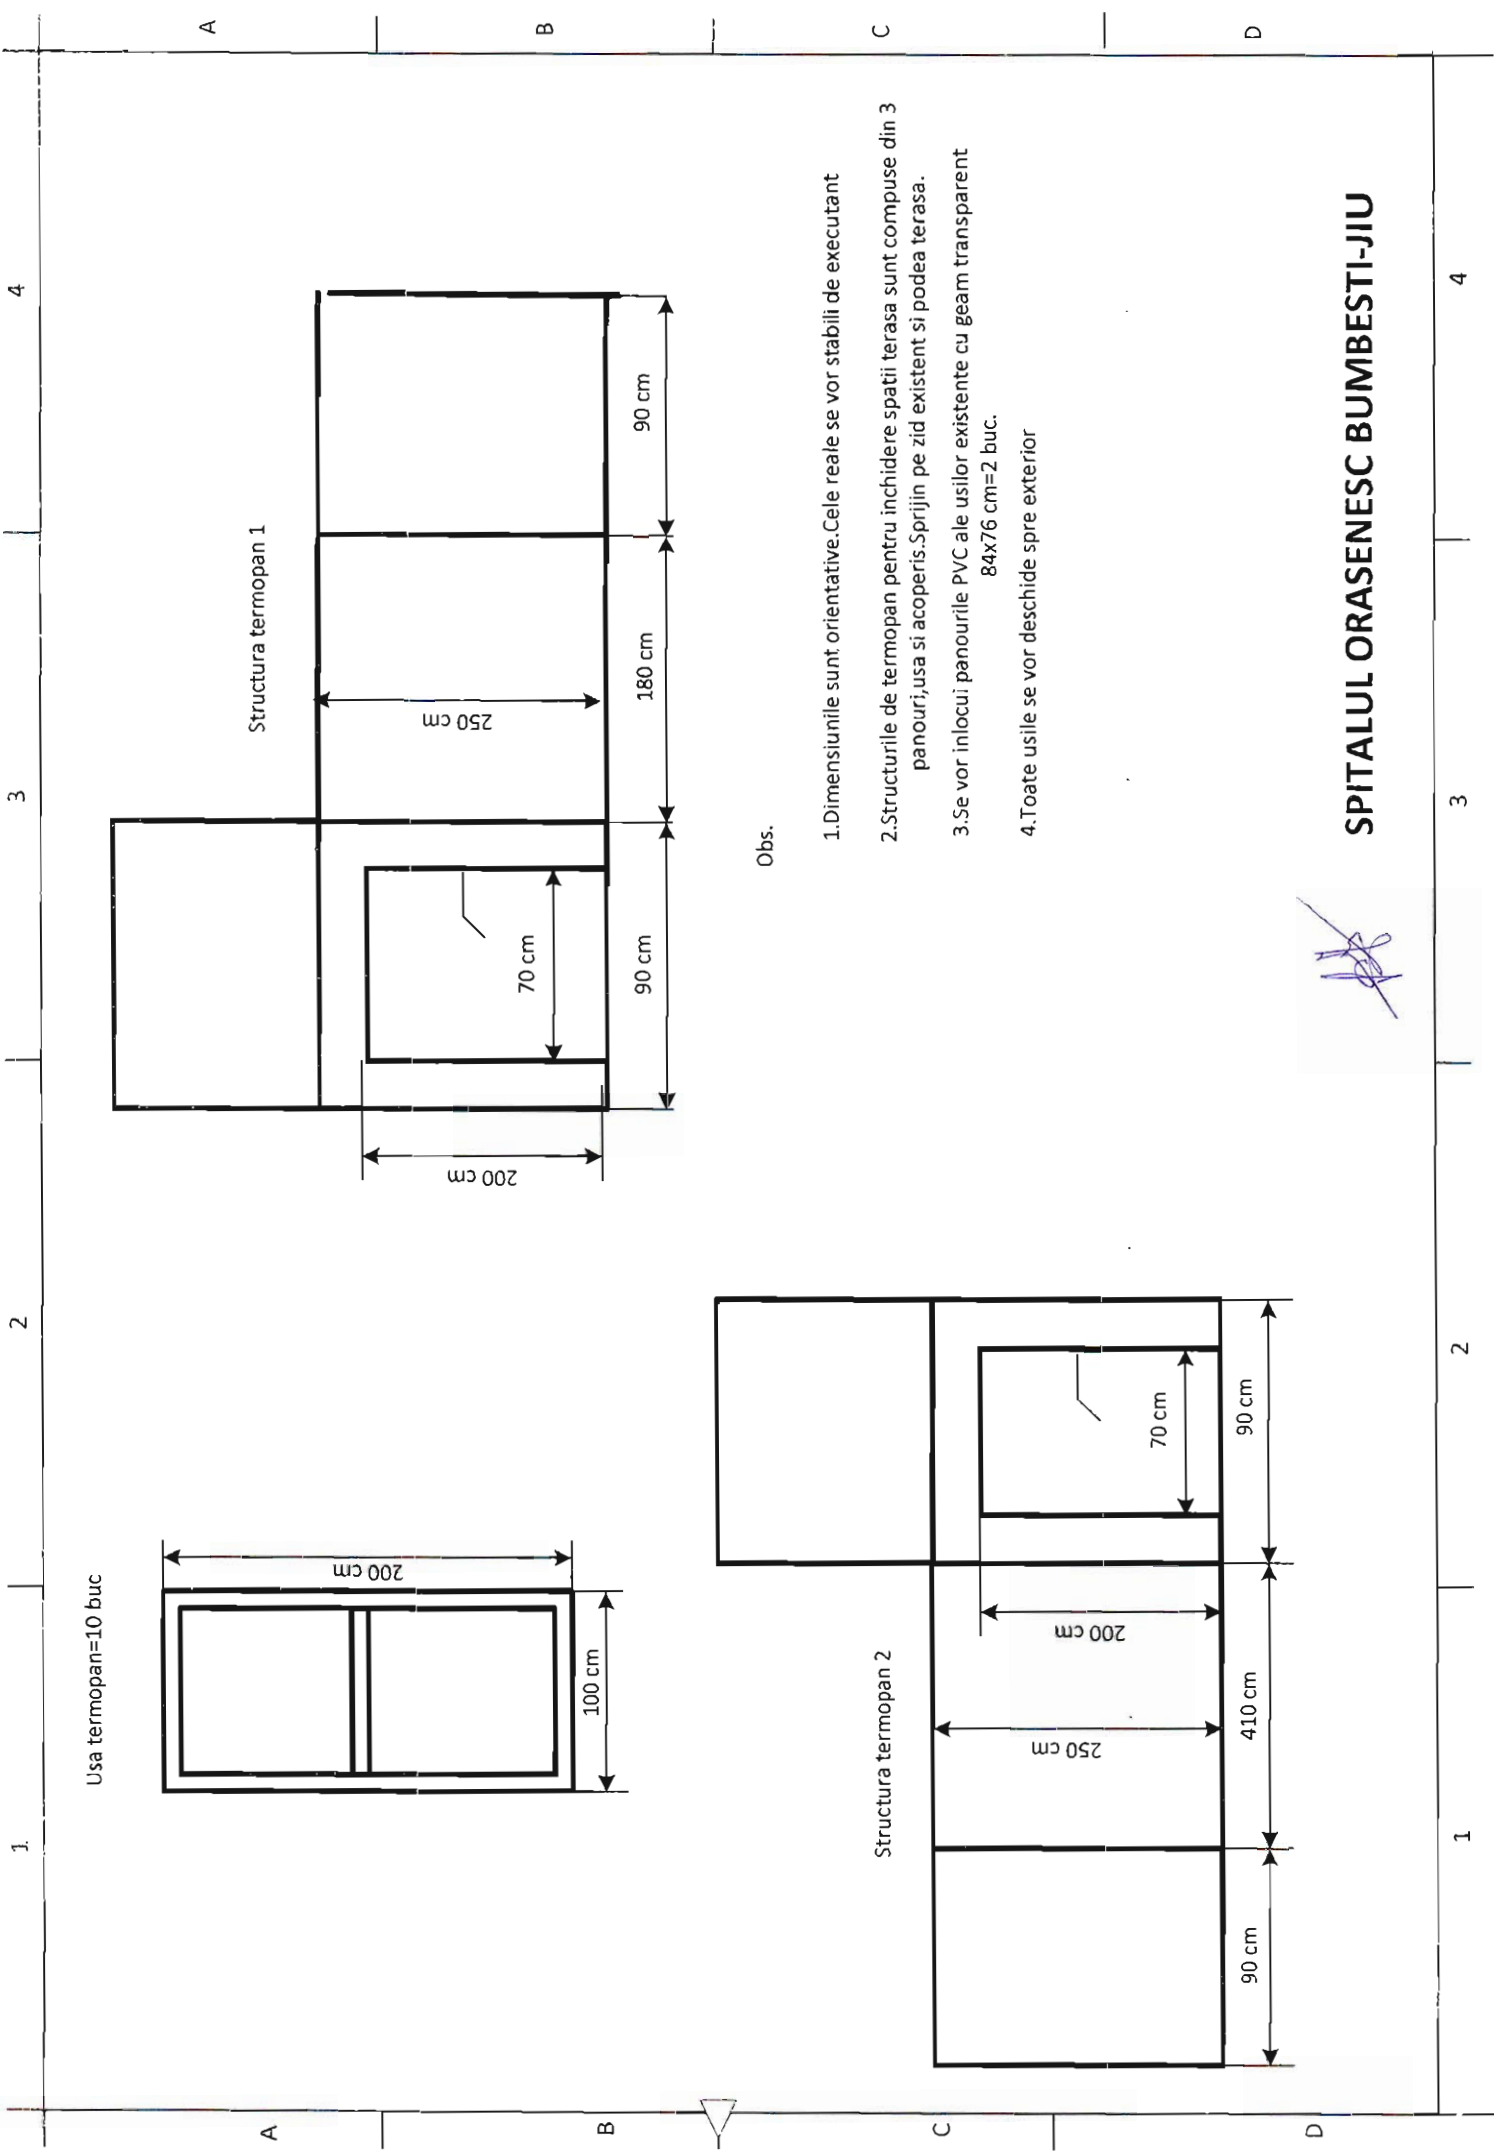 1
2
3
4
A
A
B
B
C
C
D
D
Usa termopan=10 buc
200 cm
100 cm
Structura termopan 1
250 cm
200 cm
70 cm
90 cm
180 cm
90 cm
Structura termopan 2
250 cm
200 cm
70 cm
90 cm
410 cm
90 cm
Obs.
1.Dimensiunile sunt orientative.Cele reale se vor stabili de executant
2.Structurile de termopan pentru inchidere spatii terasa sunt compuse din 3
panouri,usa si acoperis.Sprijin pe zid existent si podea terasa.
3.Se vor inlocui panourile PVC ale usilor existente cu geam transparent
84x76 cm=2 buc.
4.Toate usile se vor deschide spre exterior
SPITALUL ORASENESC BUMBESTI-JIU
1
2
3
4